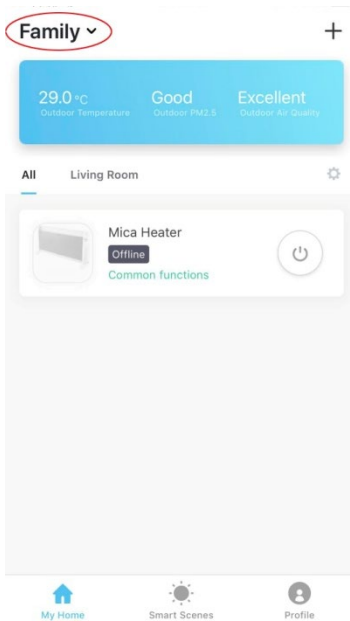 Family
29.0 °C Good Excellent
Outdoor Temperature Outdoor PM2.5 Outdoor Air Quality
All Living Room
Mica Heater
Offline
Common functions
My Home Smart Scenes Profile